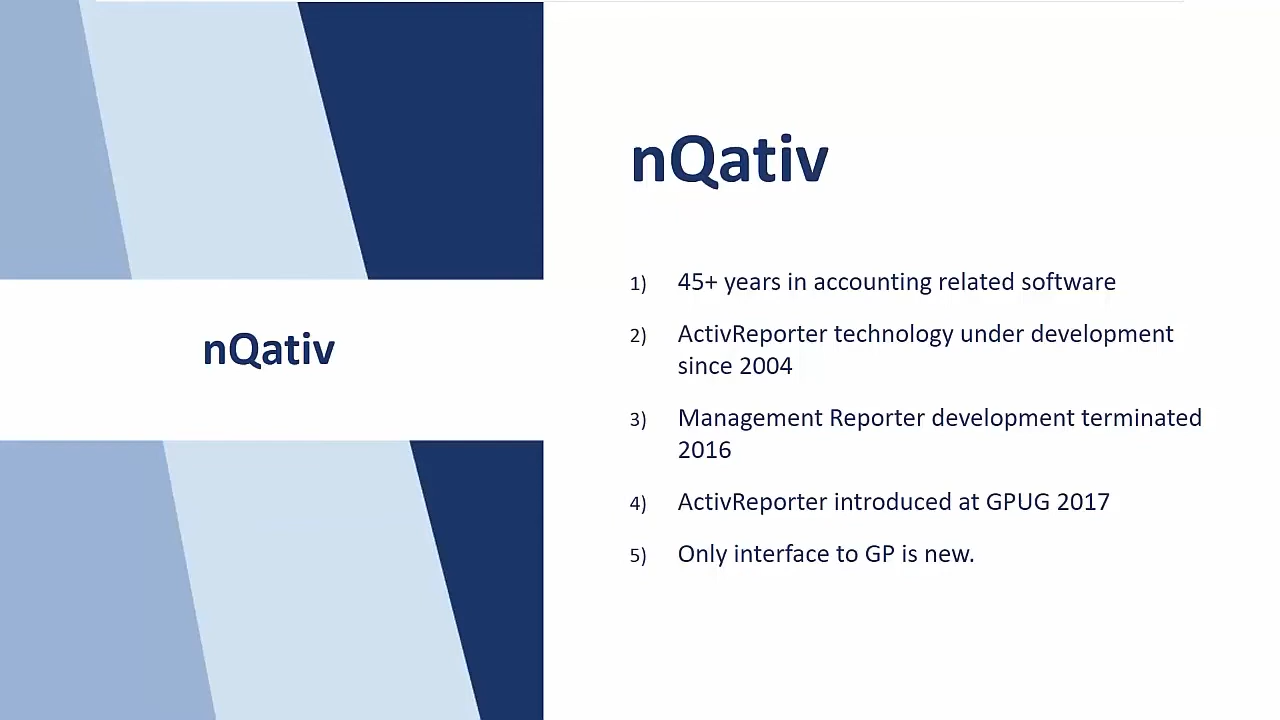 nQativ
nQativ
1) 45+ years in accounting related software
2) ActivReporter technology under development
since 2004
3) Management Reporter development terminated
2016
4) ActivReporter introduced at GPUG 2017
5) Only interface to GP is new.